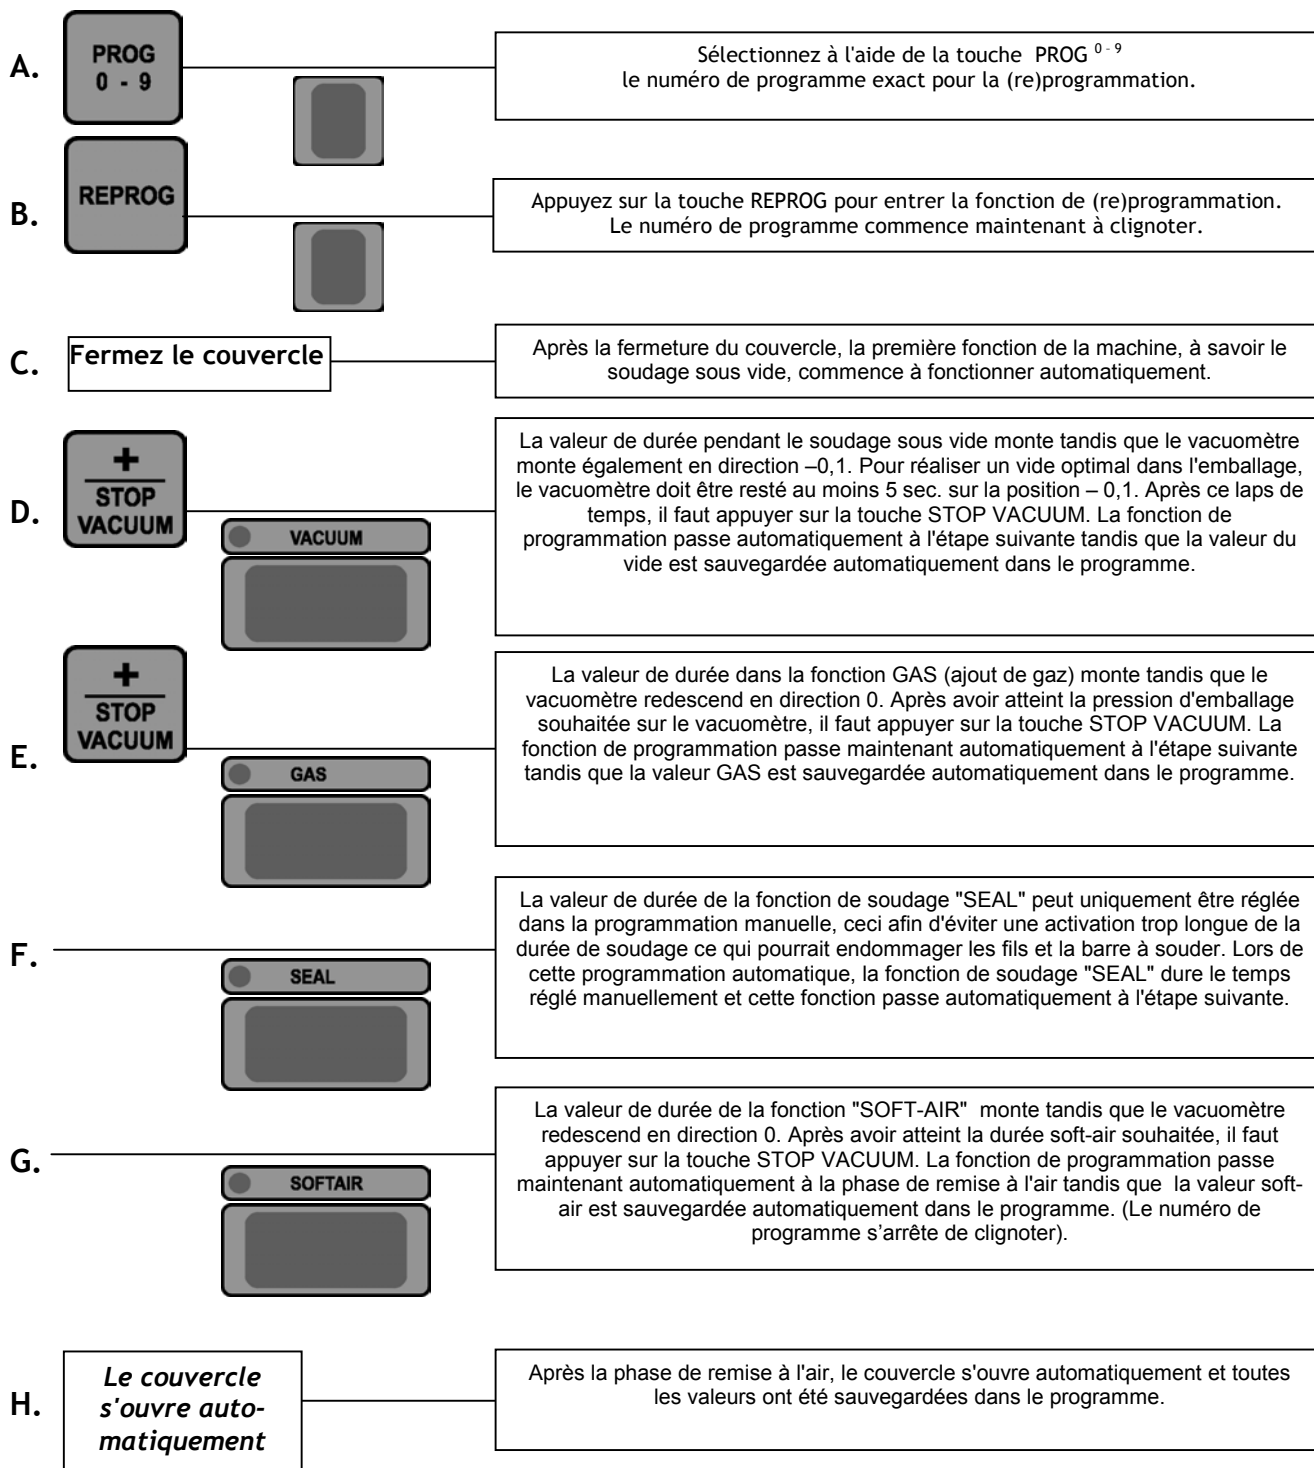 A.
PROG
0 - 9
Sélectionnez à l'aide de la touche PROG 0 - 9
le numéro de programme exact pour la (re)programmation.
B.
REPROG
Appuyez sur la touche REPROG pour entrer la fonction de (re)programmation.
Le numéro de programme commence maintenant à clignoter.
C.
Fermez le couvercle
Après la fermeture du couvercle, la première fonction de la machine, à savoir le
soudage sous vide, commence à fonctionner automatiquement.
D.
+
STOP
VACUUM
VACUUM
La valeur de durée pendant le soudage sous vide monte tandis que le vacuomètre
monte également en direction –0,1. Pour réaliser un vide optimal dans l'emballage,
le vacuomètre doit être resté au moins 5 sec. sur la position – 0,1. Après ce laps de
temps, il faut appuyer sur la touche STOP VACUUM. La fonction de
programmation passe automatiquement à l'étape suivante tandis que la valeur du
vide est sauvegardée automatiquement dans le programme.
E.
+
STOP
VACUUM
GAS
La valeur de durée dans la fonction GAS (ajout de gaz) monte tandis que le
vacuomètre redescend en direction 0. Après avoir atteint la pression d'emballage
souhaitée sur le vacuomètre, il faut appuyer sur la touche STOP VACUUM. La
fonction de programmation passe maintenant automatiquement à l'étape suivante
tandis que la valeur GAS est sauvegardée automatiquement dans le programme.
F.
SEAL
La valeur de durée de la fonction de soudage "SEAL" peut uniquement être réglée
dans la programmation manuelle, ceci afin d'éviter une activation trop longue de la
durée de soudage ce qui pourrait endommager les fils et la barre à souder. Lors de
cette programmation automatique, la fonction de soudage "SEAL" dure le temps
réglé manuellement et cette fonction passe automatiquement à l'étape suivante.
G.
SOFTAIR
La valeur de durée de la fonction "SOFT-AIR" monte tandis que le vacuomètre
redescend en direction 0. Après avoir atteint la durée soft-air souhaitée, il faut
appuyer sur la touche STOP VACUUM. La fonction de programmation passe
maintenant automatiquement à la phase de remise à l'air tandis que la valeur soft-
air est sauvegardée automatiquement dans le programme. (Le numéro de
programme s’arrête de clignoter).
H.
Le couvercle
s'ouvre auto-
matiquement
Après la phase de remise à l'air, le couvercle s'ouvre automatiquement et toutes
les valeurs ont été sauvegardées dans le programme.